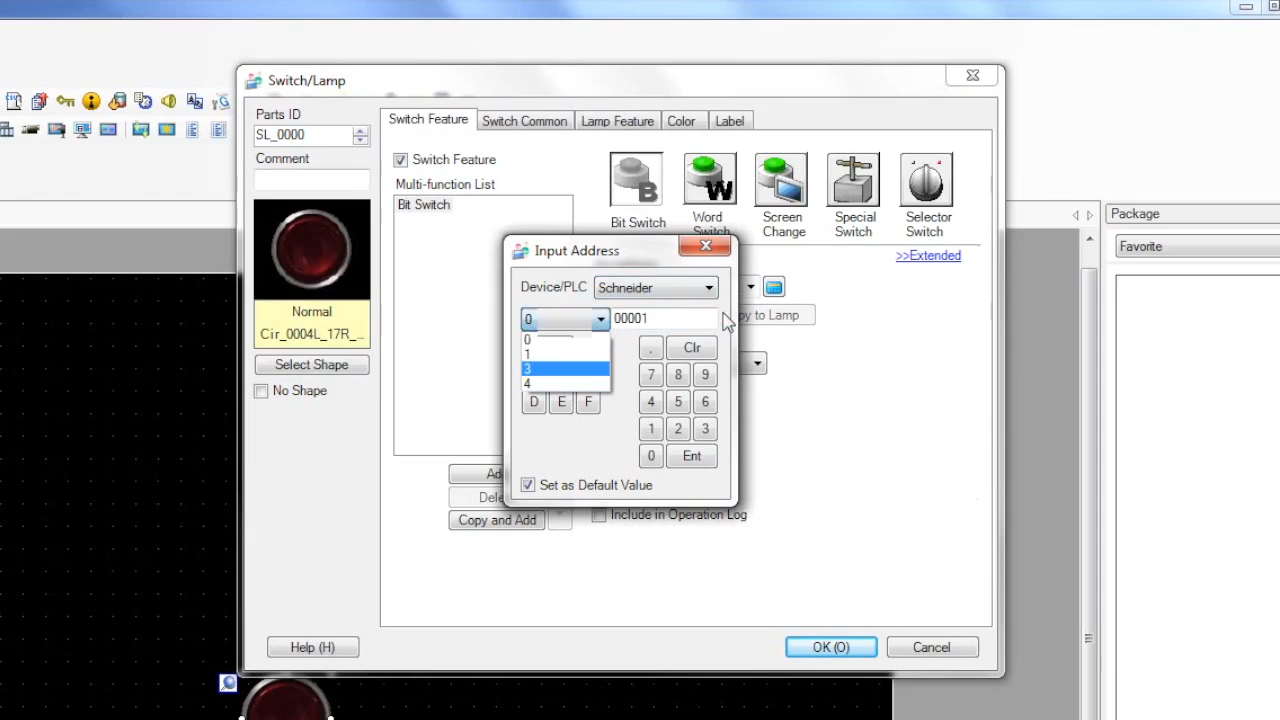 Switch/Lamp
Parts ID
SL_0000
Comment
Normal
Cir_0004L_17R_...
Select Shape
No Shape
Help (H)
Switch Feature
Switch Common
Lamp Feature
Color
Label
Switch Feature
Multi-function List
Bit Switch
B
W
Bit Switch
Word
Switch
Screen
Change
Special
Switch
Selector
Switch
>>Extended
to Lamp
Input Address
Device/PLC
Schneider
0
00001
0
1
3
4
.
Clr
7
8
9
D
E
F
4
5
6
1
2
3
0
Ent
Set as Default Value
Copy and Add
Include in Operation Log
OK (O)
Cancel
Package
Favorite